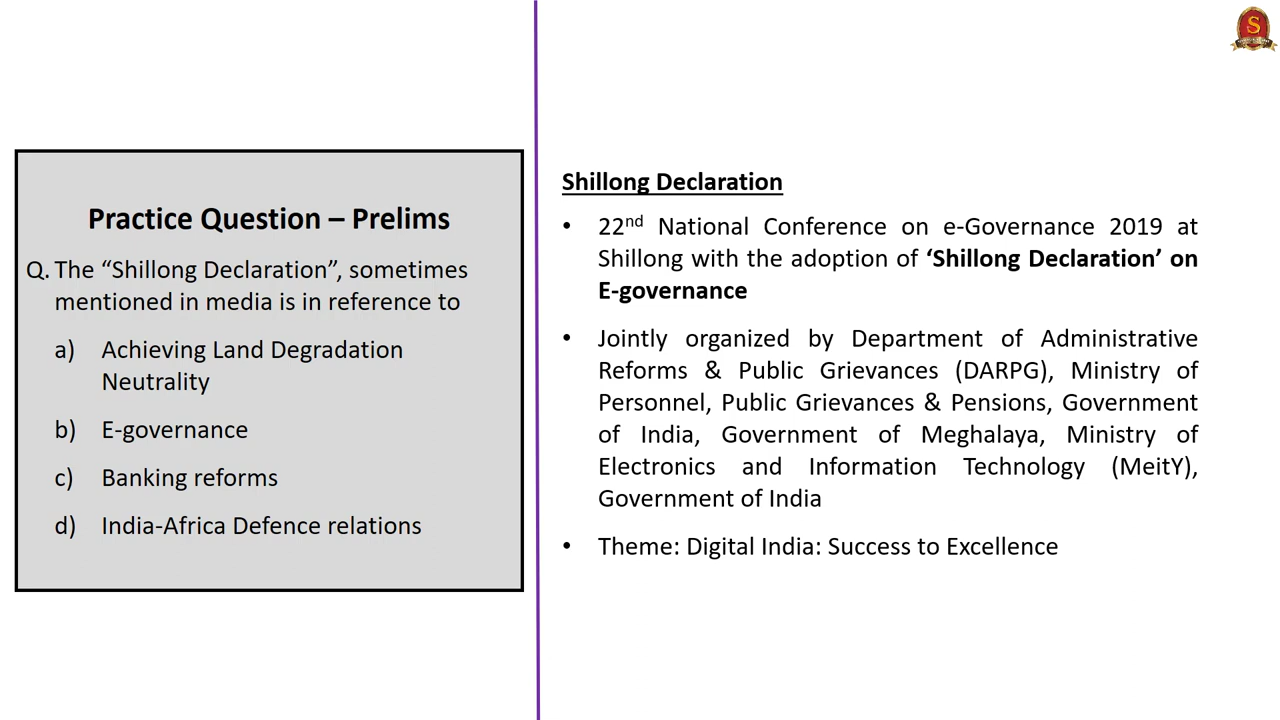 S
Practice Question – Prelims
Q. The “Shillong Declaration”, sometimes
mentioned in media is in reference to
a) Achieving Land Degradation
Neutrality
b) E-governance
c) Banking reforms
d) India-Africa Defence relations
Shillong Declaration
• 22nd National Conference on e-Governance 2019 at
Shillong with the adoption of ‘Shillong Declaration’ on
E-governance
• Jointly organized by Department of Administrative
Reforms & Public Grievances (DARPG), Ministry of
Personnel, Public Grievances & Pensions, Government
of India, Government of Meghalaya, Ministry of
Electronics and Information Technology (MeitY),
Government of India
• Theme: Digital India: Success to Excellence